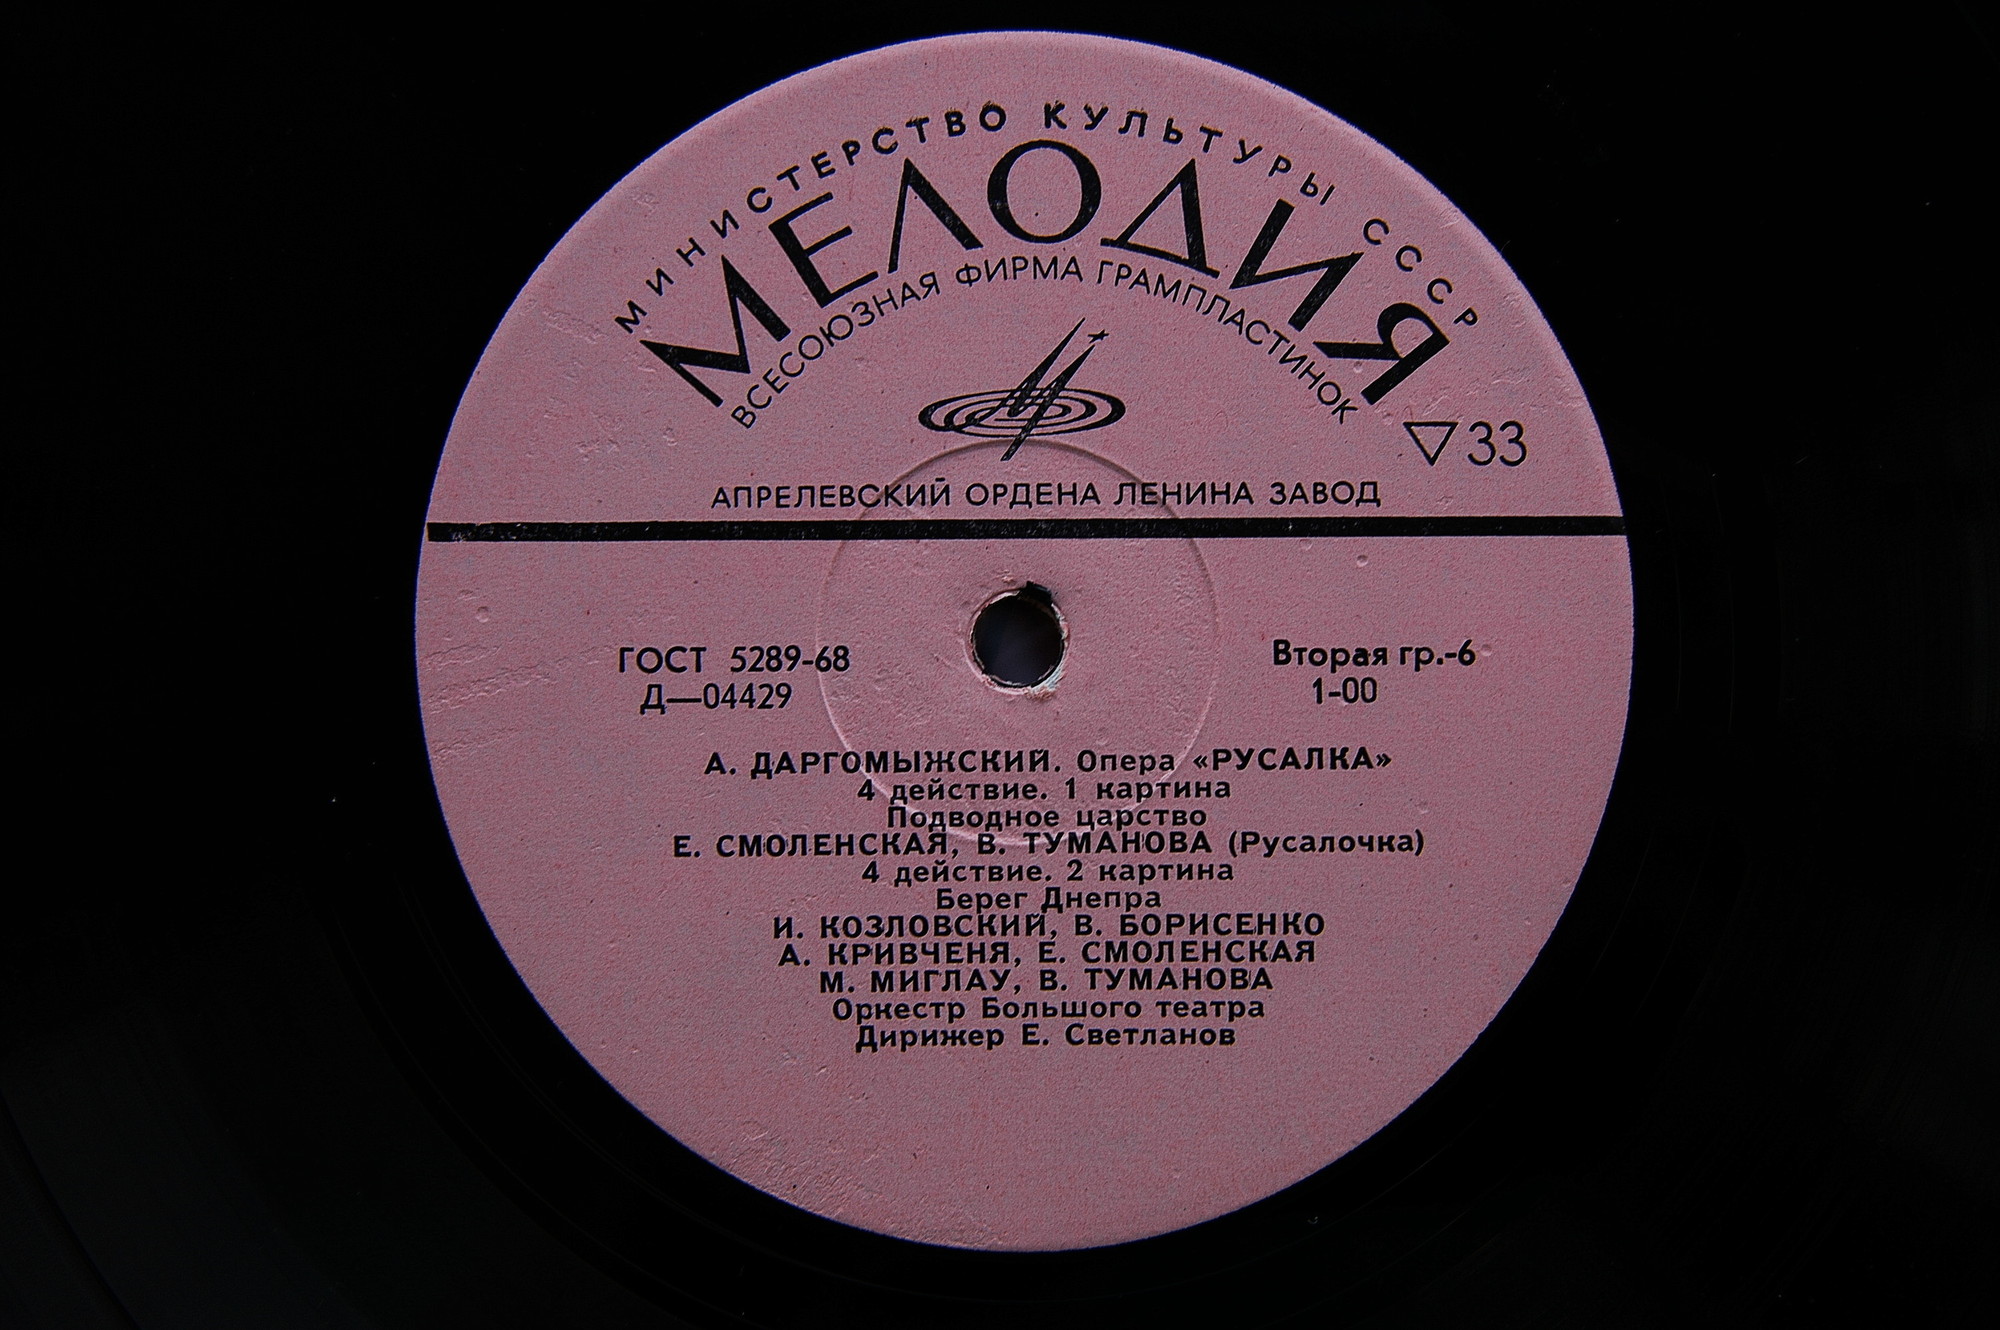 МИНИСТЕРСТВО КУЛЬТУРЫ СССР
МЕЛОДИЯ
ВСЕСОЮЗНАЯ ФИРМА ГРАМПЛАСТИНОК
33
АПРЕЛЕВСКИЙ ОРДЕНА ЛЕНИНА ЗАВОД
ГОСТ 5289-68
Вторая гр.-6
Д—04429
1-00
А. ДАРГОМЫЖСКИЙ. Опера «РУСАЛКА»
4 действие. 1 картина
Подводное царство
Е. СМОЛЕНСКАЯ, В. ТУМАНОВА (Русалочка)
4 действие. 2 картина
Берег Днепра
И. КОЗЛОВСКИЙ, В. БОРИСЕНКО
А. КРИВЧЕНЯ, Е. СМОЛЕНСКАЯ
М. МИГЛАУ, В. ТУМАНОВА
Оркестр Большого театра
Дирижер Е. Светланов